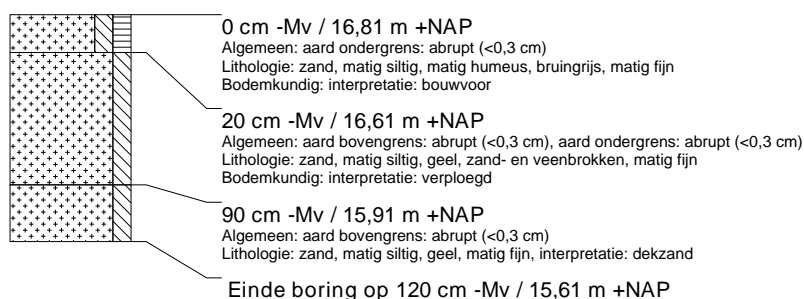 0 cm -Mv / 16,81 m +NAP
Algemeen: aard ondergrens: abrupt (<0,3 cm)
Lithologie: zand, matig siltig, matig humeus, bruingrijs, matig fijn
Bodemkundig: interpretatie: bouwvoor
20 cm -Mv / 16,61 m +NAP
Algemeen: aard bovengrens: abrupt (<0,3 cm), aard ondergrens: abrupt (<0,3 cm)
Lithologie: zand, matig siltig, geel, zand- en veenbrokken, matig fijn
Bodemkundig: interpretatie: verploegd
90 cm -Mv / 15,91 m +NAP
Algemeen: aard bovengrens: abrupt (<0,3 cm)
Lithologie: zand, matig siltig, geel, matig fijn, interpretatie: dekzand
Einde boring op 120 cm -Mv / 15,61 m +NAP